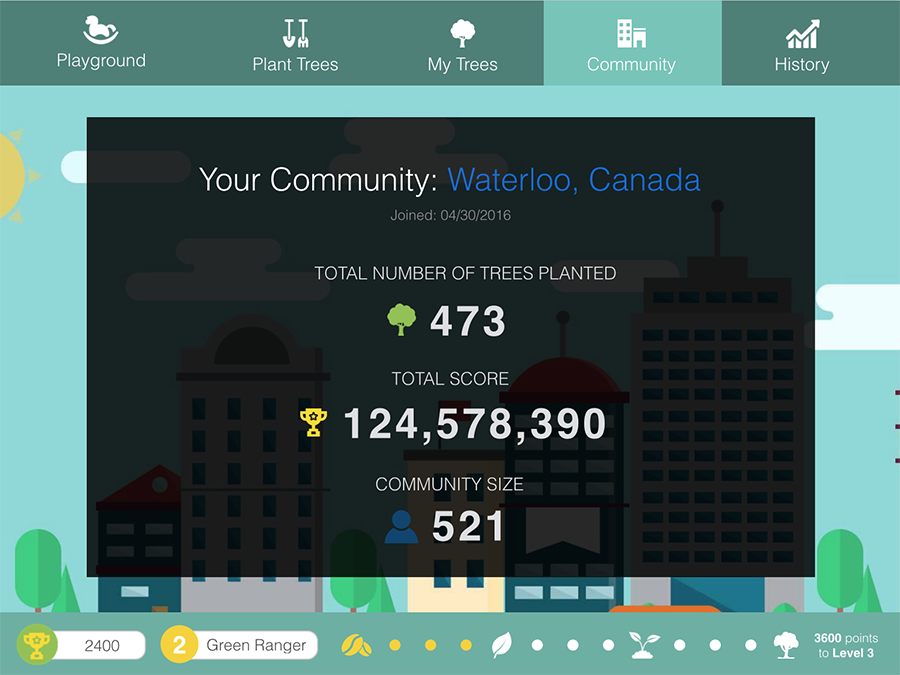 Playground
Plant Trees
My Trees
Community
History
Your Community: Waterloo, Canada
Joined: 04/30/2016
TOTAL NUMBER OF TREES PLANTED
473
TOTAL SCORE
124,578,390
COMMUNITY SIZE
521
2400
2
Green Ranger
3600 points
to Level 3